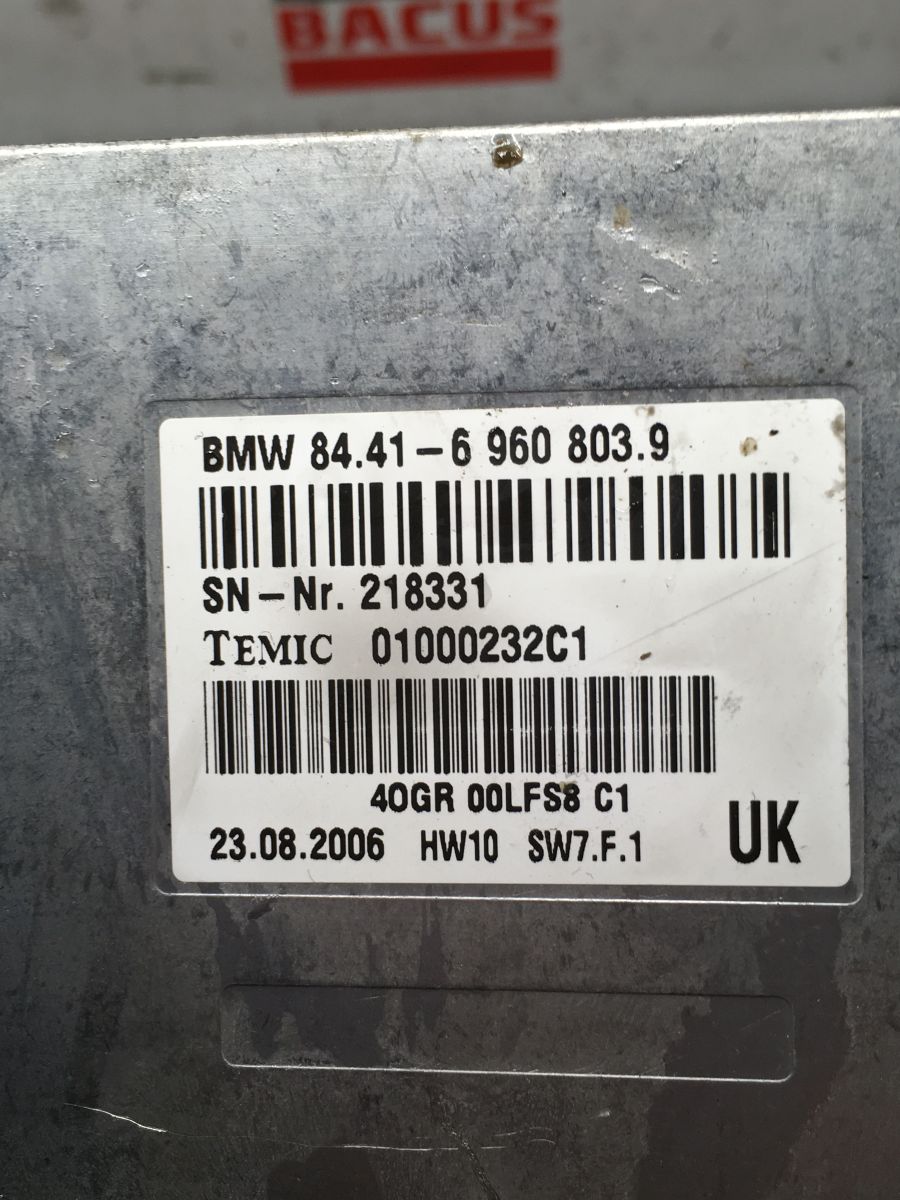 BACUS
BMW 84.41-6 960 803.9
SN-Nr. 218331
TEMIC 01000232C1
40GR 00LFS8 C1
23.08.2006 HW10 SW7.F.1 UK